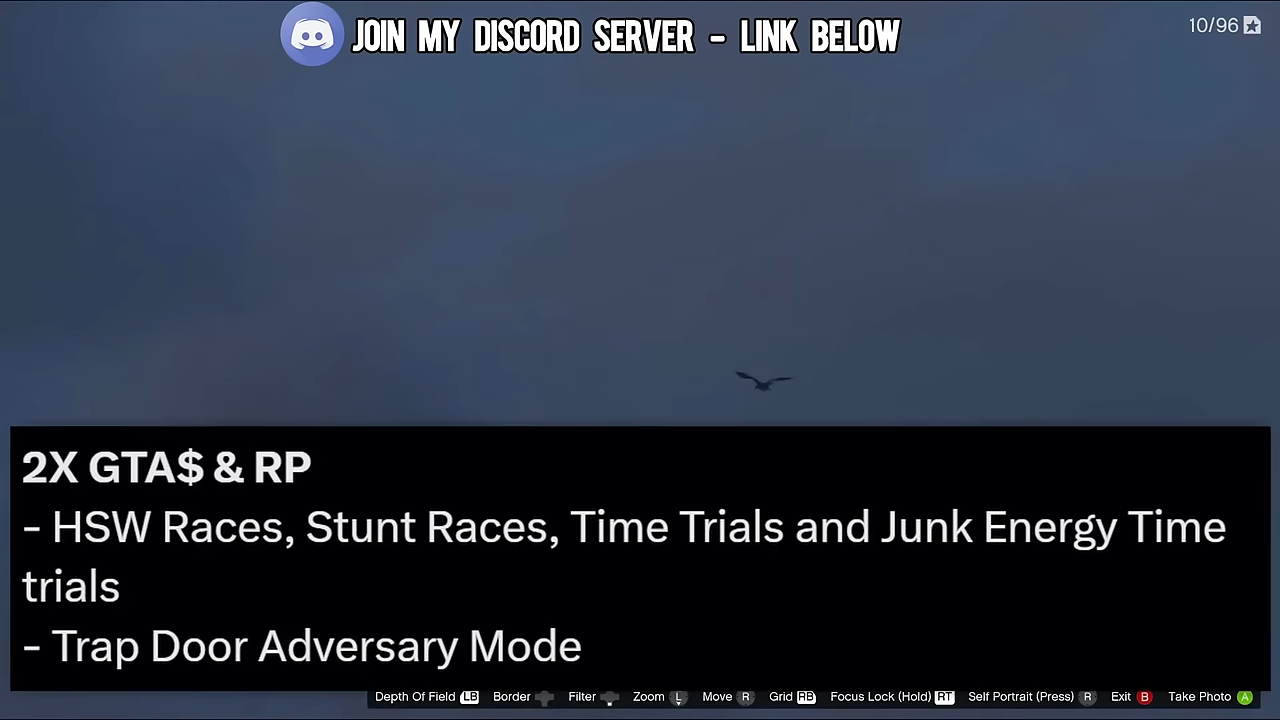 JOIN MY DISCORD SERVER - LINK BELOW
10/96
2X GTA$ & RP
- HSW Races, Stunt Races, Time Trials and Junk Energy Time
trials
- Trap Door Adversary Mode
Depth Of Field LB Border Filter Zoom L Move R Grid RB Focus Lock (Hold) RT Self Portrait (Press) R Exit B Take Photo A